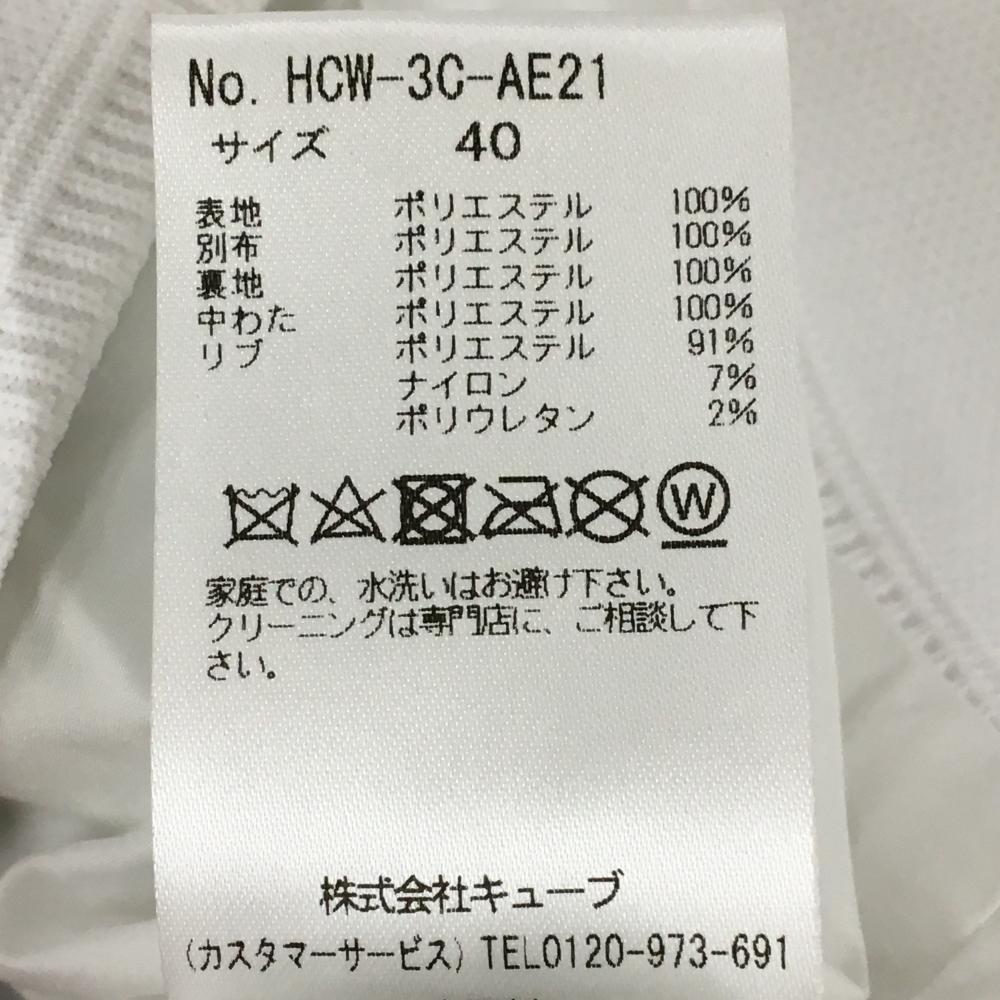 No. HCW-3C-AE21
サイズ 40
表地 ポリエステル 100%
別布 ポリエステル 100%
裏地 ポリエステル 100%
中わた ポリエステル 100%
リブ ポリエステル 91%
ナイロン 7%
ポリウレタン 2%
W
家庭での、水洗いはお避け下さい。
クリーニングは専門店に、ご相談して下
さい。
株式会社キューブ
(カスタマーサービス) TEL0120-973-691